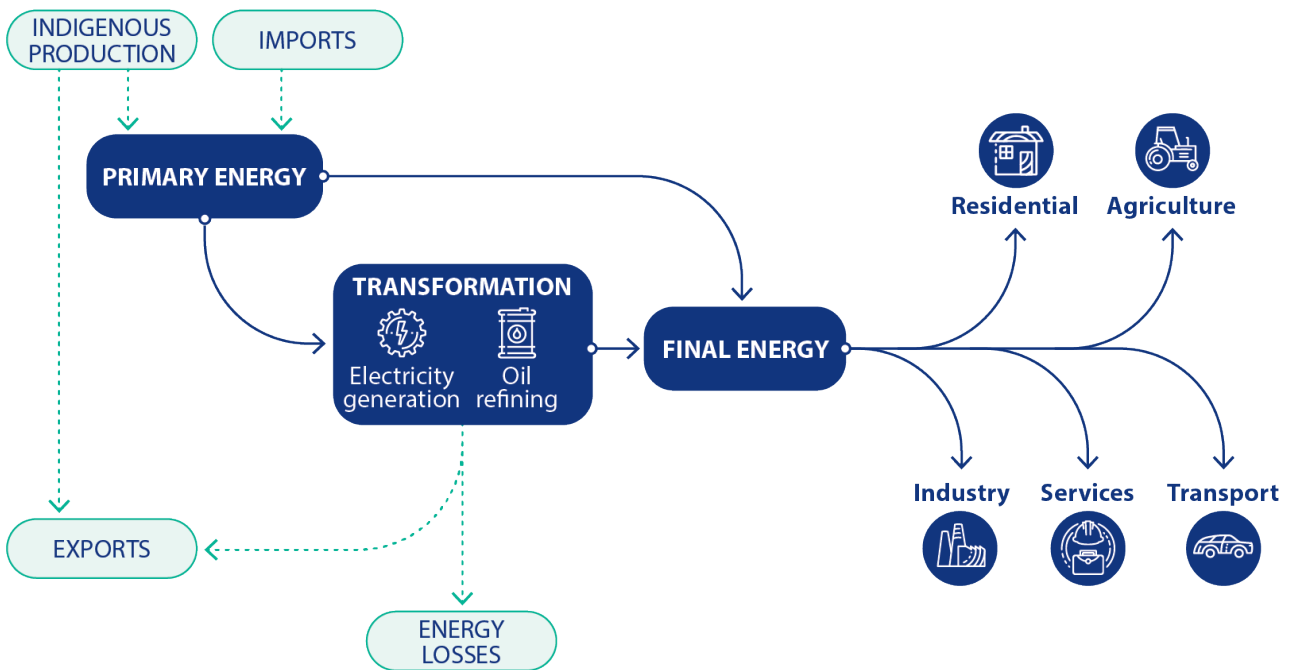 INDIGENOUS
PRODUCTION
IMPORTS
PRIMARY ENERGY
Residential
Agriculture
TRANSFORMATION
Electricity
generation
Oil
refining
FINAL ENERGY
Industry
Services
Transport
EXPORTS
ENERGY
LOSSES